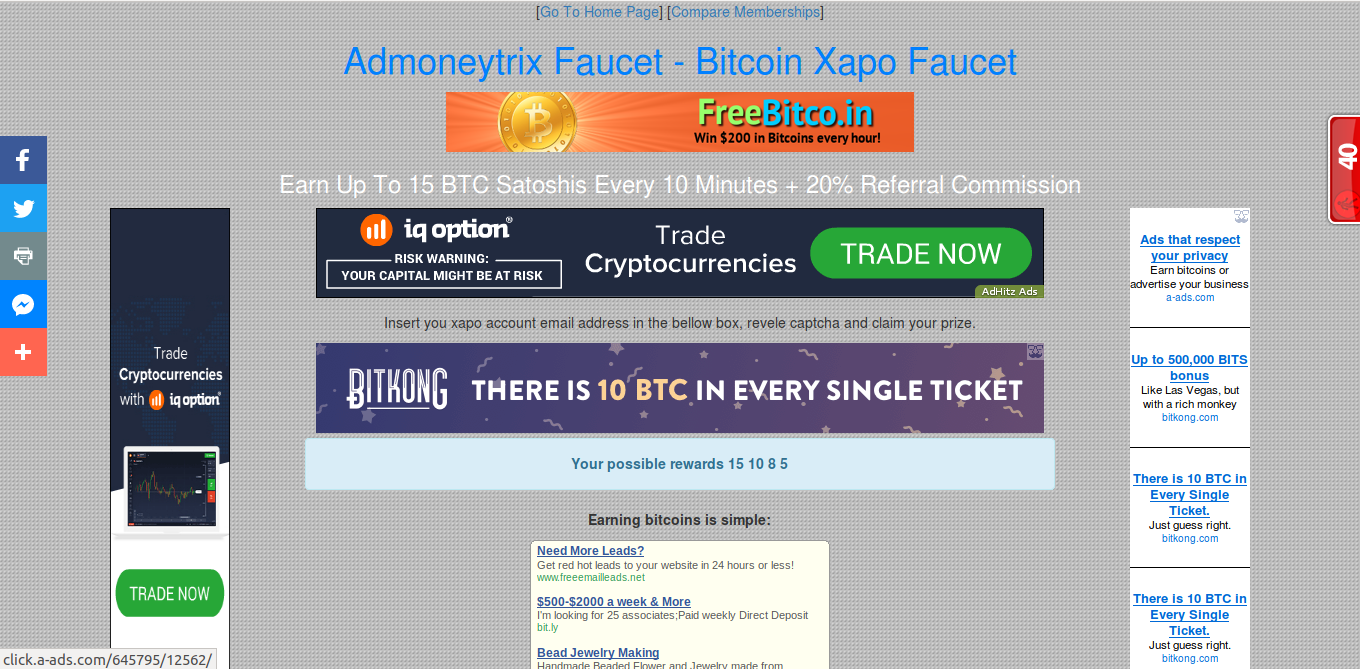 [Go To Home Page] [Compare Memberships]
Admoneytrix Faucet - Bitcoin Xapo Faucet
FreeBitco.in
Win $200 in Bitcoins every hour!
Earn Up To 15 BTC Satoshis Every 10 Minutes + 20% Referral Commission
iq option®
RISK WARNING:
YOUR CAPITAL MIGHT BE AT RISK
Trade
Cryptocurrencies
TRADE NOW
AdHitz Ads
Insert you xapo account email address in the bellow box, revele captcha and claim your prize.
BITKONG
THERE IS 10 BTC IN EVERY SINGLE TICKET
Your possible rewards 15 10 8 5
Earning bitcoins is simple:
Need More Leads?
Get red hot leads to your website in 24 hours or less!
www.freeemailleads.net
$500-$2000 a week & More
I'm looking for 25 associates;Paid weekly Direct Deposit
bit.ly
Bead Jewelry Making
Handmade Beaded Flower and Jewelry made from
Trade
Cryptocurrencies
with iq option®
TRADE NOW
click.a-ads.com/645795/12562/
40
Ads that respect
your privacy
Earn bitcoins or
advertise your business
a-ads.com
Up to 500,000 BITS
bonus
Like Las Vegas, but
with a rich monkey
bitkong.com
There is 10 BTC in
Every Single
Ticket.
Just guess right.
bitkong.com
There is 10 BTC in
Every Single
Ticket.
Just guess right.
bitkong.com